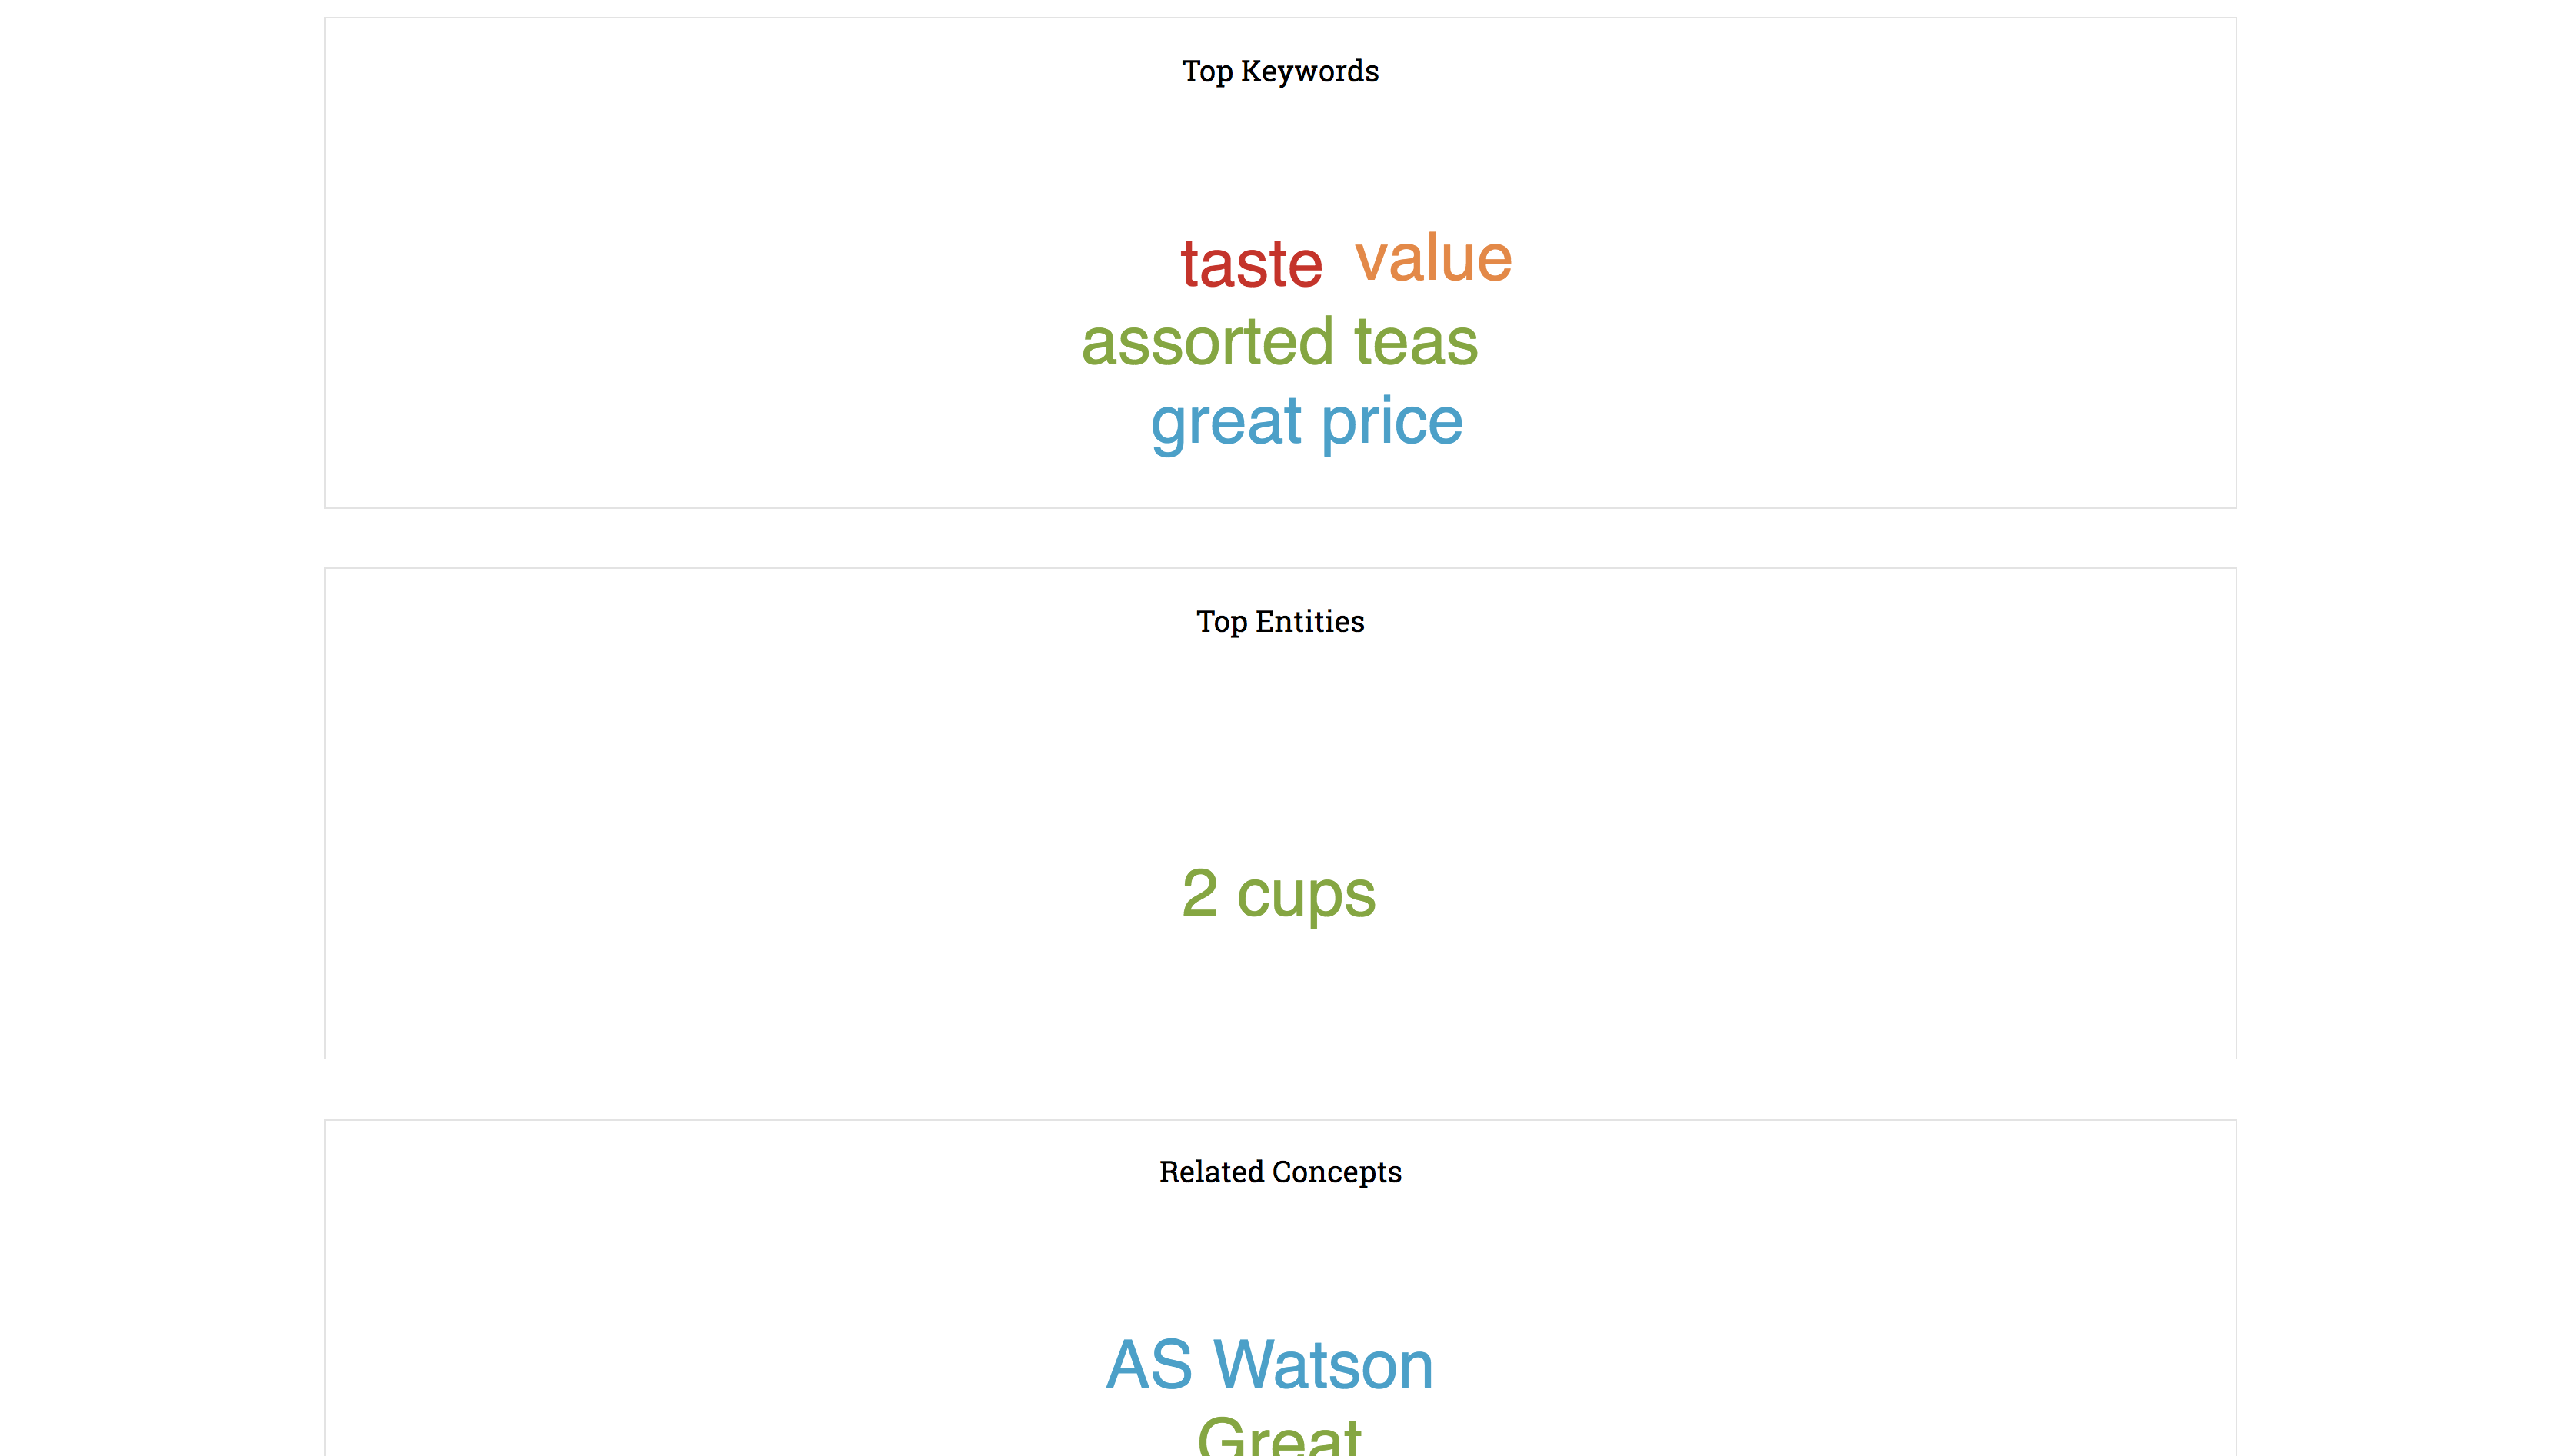 Top Keywords
taste value
assorted teas
great price
Top Entities
2 cups
Related Concepts
AS Watson
Great